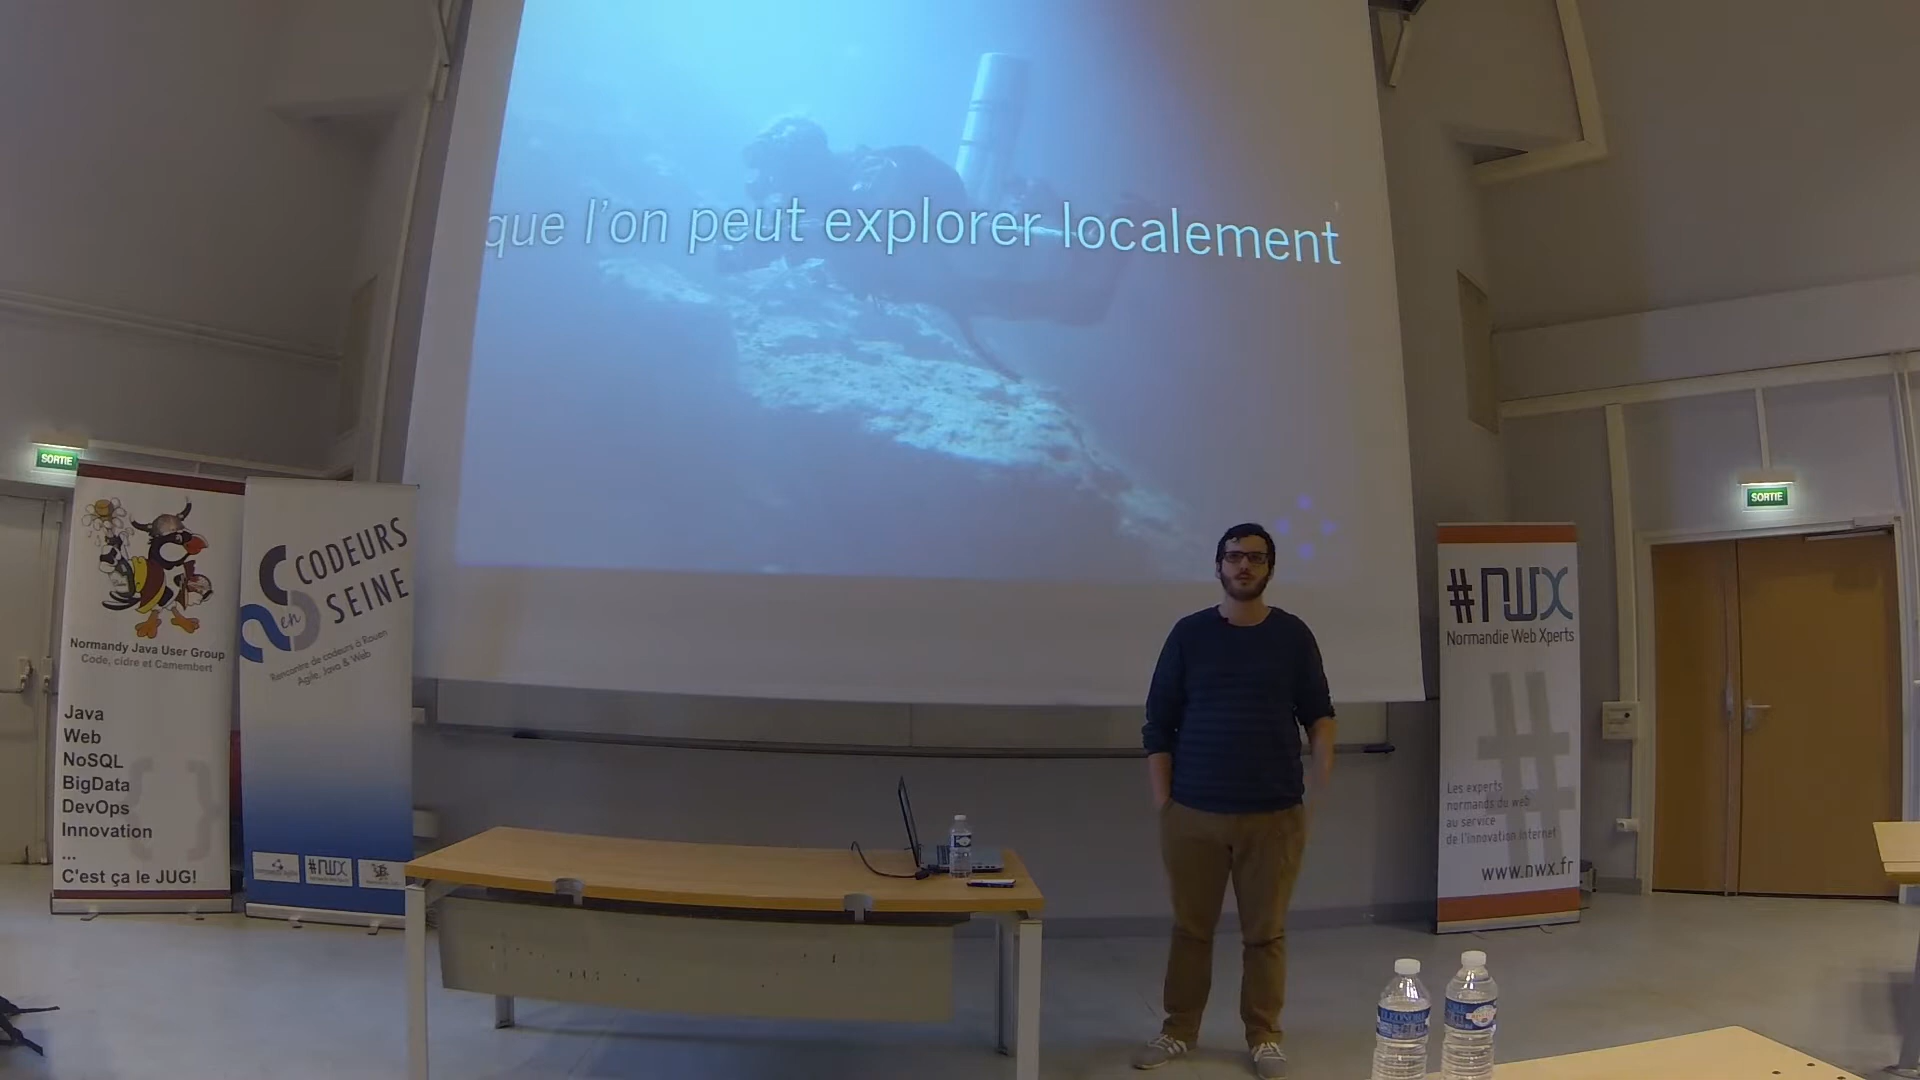 que l'on peut explorer localement
SORTIE
Normandy Java User Group
Code, cidre et Camembert
Java
Web
NoSQL
BigData
DevOps
Innovation
...
C'est ça le JUG!
CODEURS
en
SEINE
Rencontre de codeurs à Rouen
Agile, Java & Web
#nwx
SORTIE
#nwx
Normandie Web Xperts
Les experts
normands du web
au service
de l'innovation internet
www.nwx.fr